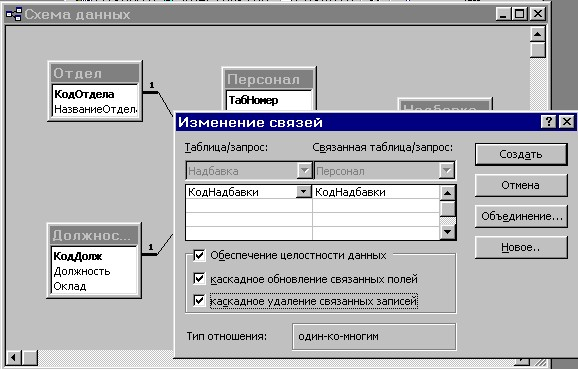 Схема данных
Отдел
КодОтдела
НазваниеОтдел
1
Персонал
ТабНомер
Надбавка
Изменение связей
Таблица/запрос:
Связанная таблица/запрос:
Надбавка
Персонал
КодНадбавки
КодНадбавки
Создать
Отмена
Объединение...
Новое..
Обеспечение целостности данных
каскадное обновление связанных полей
каскадное удаление связанных записей
Тип отношения:
один-ко-многим
Должнос...
КодДолж
Должность
Оклад
1